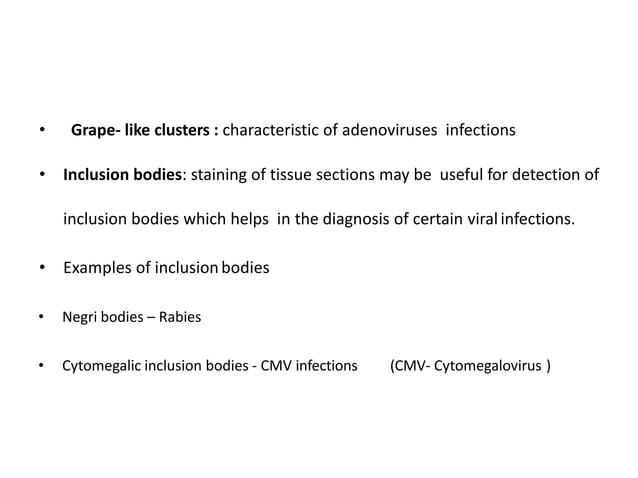 • Grape- like clusters : characteristic of adenoviruses infections
• Inclusion bodies: staining of tissue sections may be useful for detection of
inclusion bodies which helps in the diagnosis of certain viral infections.
• Examples of inclusion bodies
• Negri bodies – Rabies
• Cytomegalic inclusion bodies - CMV infections (CMV- Cytomegalovirus )